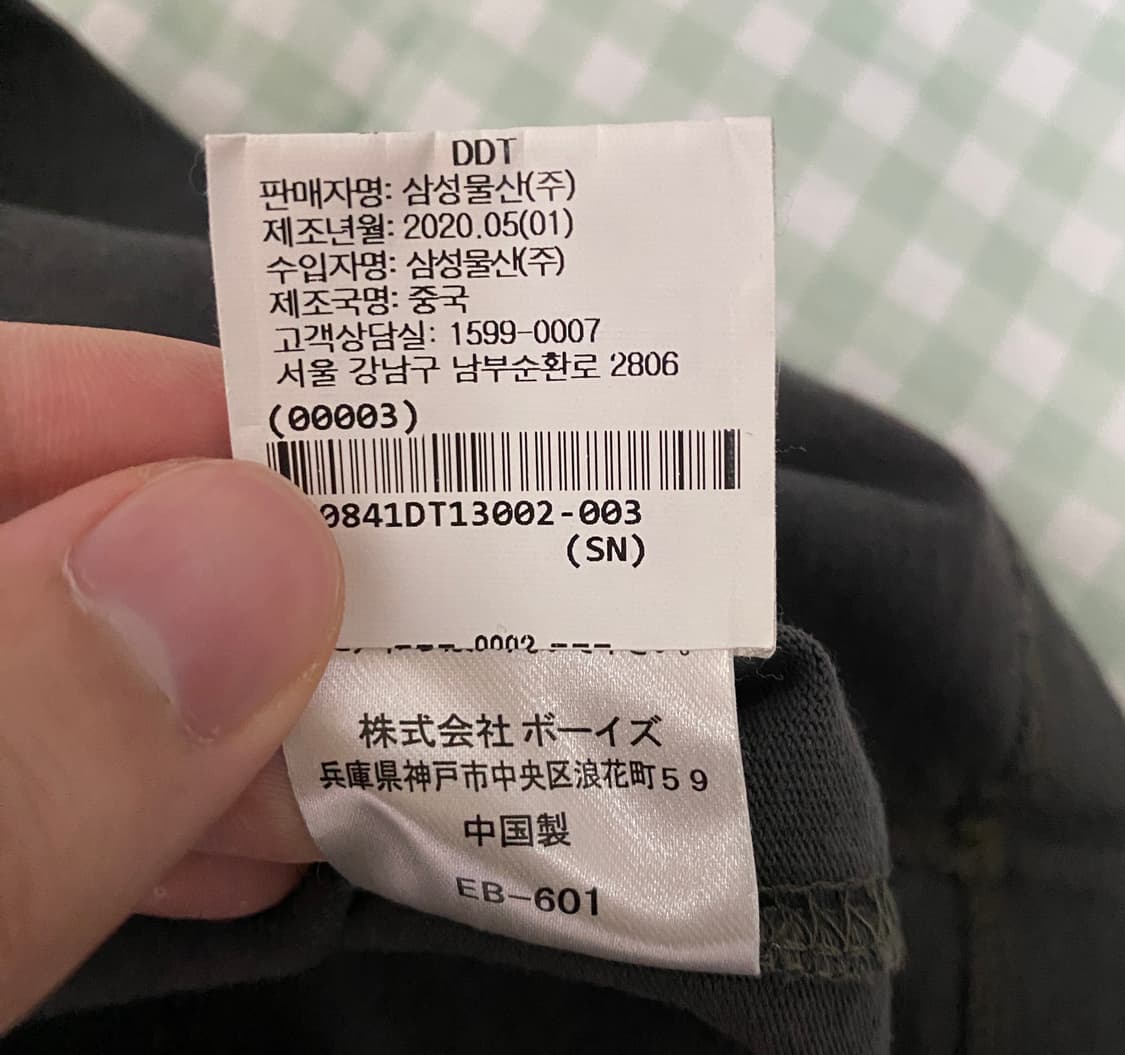 DDT
판매자명: 삼성물산(주)
제조년월: 2020.05(01)
수입자명: 삼성물산(주)
제조국명: 중국
고객상담실: 1599-0007
서울 강남구 남부순환로 2806
(00003)
0841DT13002-003
(SN)
株式会社 ボーイズ
兵庫県神戸市中央区浪花町59
中国製
EB-601